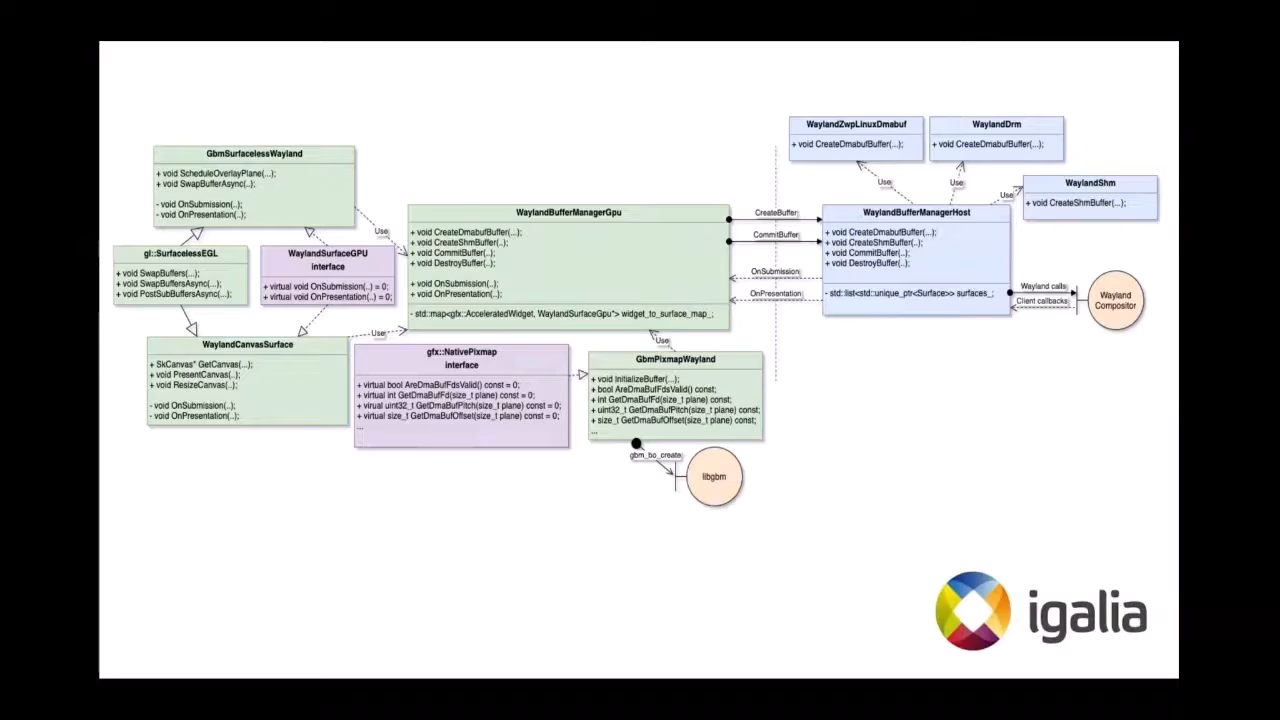 GbmSurfacelessWayland
+ void ScheduleOverlayPlane(...);
+ void SwapBufferAsync(..);
- void OnSubmission(..);
- void OnPresentation(..);
gl::SurfacelessEGL
+ void SwapBuffers(...);
+ void SwapBuffersAsync(...);
+ void PostSubBuffersAsync(...);
WaylandSurfaceGPU
interface
+ virtual void OnSubmission(..) = 0;
+ virtual void OnPresentation(..) = 0;
WaylandCanvasSurface
+ SkCanvas* GetCanvas(...);
+ void PresentCanvas(..);
+ void ResizeCanvas(..);
- void OnSubmission(..);
- void OnPresentation(..);
Use
Use
WaylandBufferManagerGpu
+ void CreateDmabufBuffer(...);
+ void CreateShmBuffer(..);
+ void CommitBuffer(..);
+ void DestroyBuffer(..);
+ void OnSubmission(..);
+ void OnPresentation(..);
- std::map<gfx::AcceleratedWidget, WaylandSurfaceGpu*> widget_to_surface_map_;
gfx::NativePixmap
interface
+ virtual bool AreDmaBufFdsValid() const = 0;
+ virtual int GetDmaBufFd(size_t plane) const = 0;
+ virual uint32_t GetDmaBufPitch(size_t plane) const = 0;
+ virtual size_t GetDmaBufOffset(size_t plane) const = 0;
...
Use
GbmPixmapWayland
+ void InitializeBuffer(...);
+ bool AreDmaBufFdsValid() const;
+ int GetDmaBufFd(size_t plane) const;
+ uint32_t GetDmaBufPitch(size_t plane) const;
+ size_t GetDmaBufOffset(size_t plane) const;
...
gbm_bo_create
libgbm
CreateBuffer
CommitBuffer
OnSubmission
OnPresentation
WaylandZwpLinuxDmabuf
+ void CreateDmabufBuffer(...);
WaylandDrm
+ void CreateDmabufBuffer(...);
WaylandShm
+ void CreateShmBuffer(...);
Use
Use
Use
WaylandBufferManagerHost
+ void CreateDmabufBuffer(...);
+ void CreateShmBuffer(..);
+ void CommitBuffer(..);
+ void DestroyBuffer(..);
- std::list<std::unique_ptr<Surface>> surfaces_;
Wayland calls
Client callbacks
Wayland
Compositor
igalia